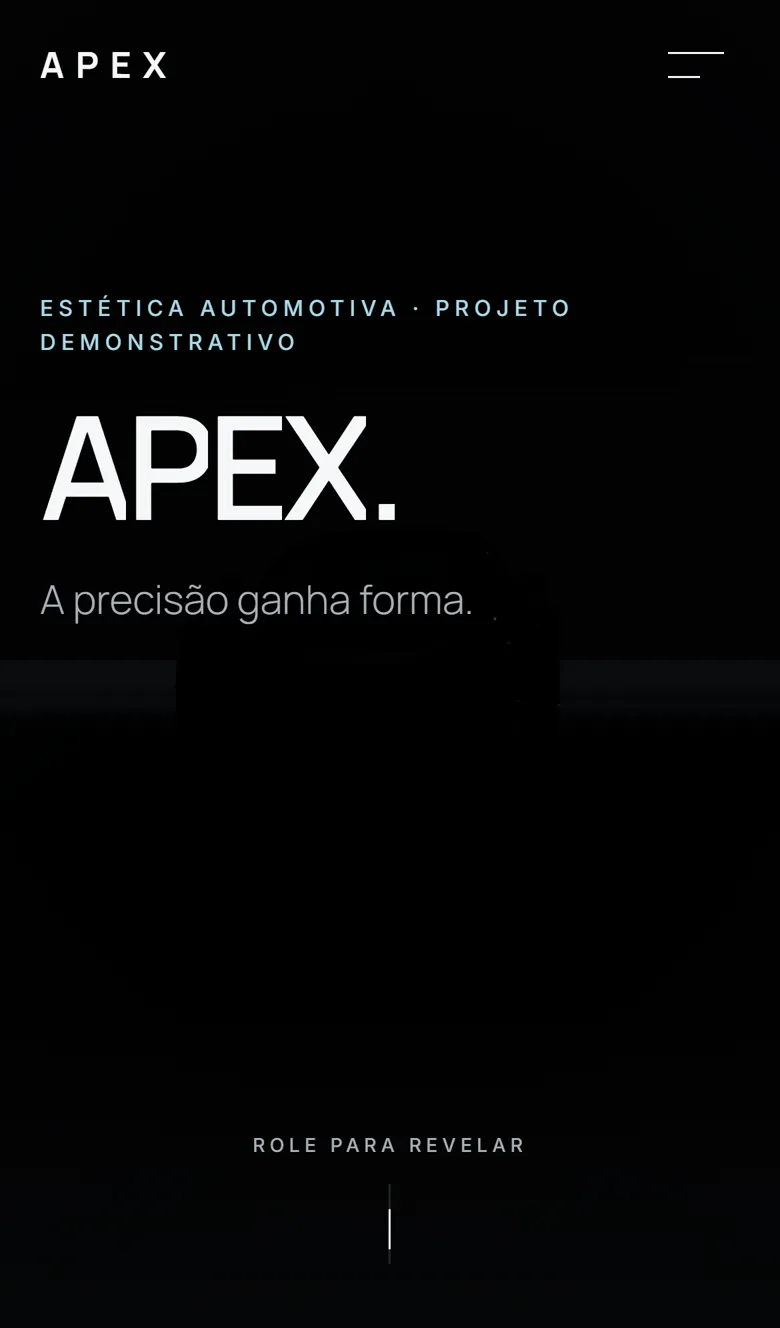 APEX
ESTÉTICA AUTOMOTIVA · PROJETO
DEMONSTRATIVO
APEX.
A precisão ganha forma.
ROLE PARA REVELAR